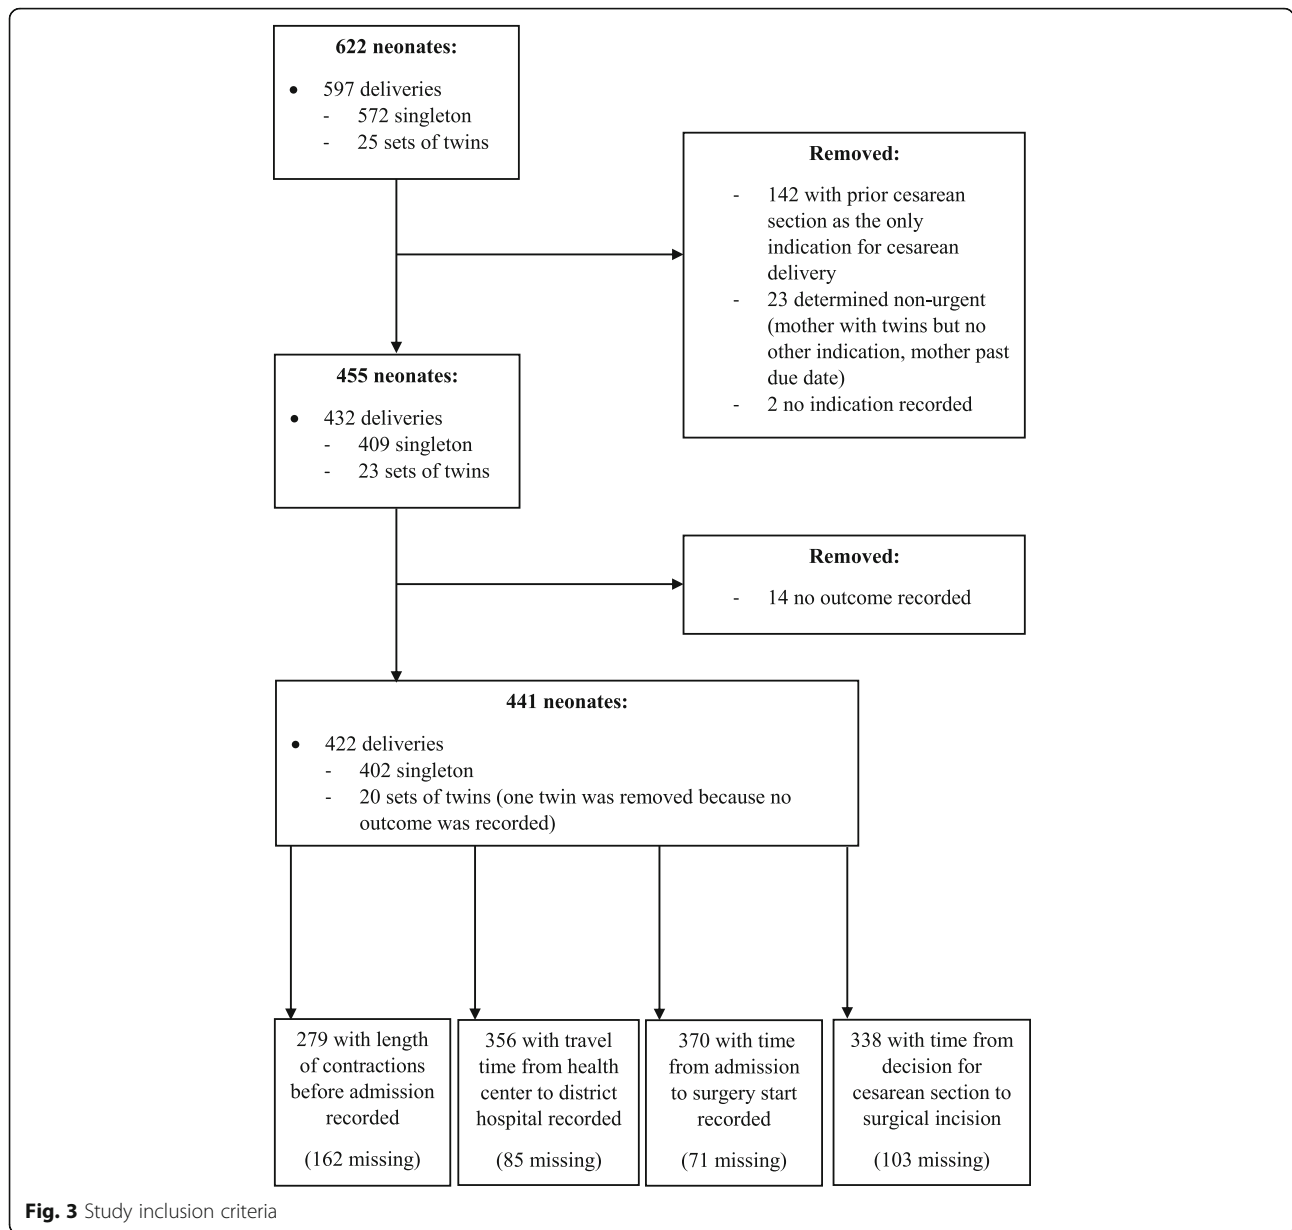 622 neonates:
• 597 deliveries
- 572 singleton
- 25 sets of twins
Removed:
- 142 with prior cesarean
section as the only
indication for cesarean
delivery
- 23 determined non-urgent
(mother with twins but no
other indication, mother past
due date)
- 2 no indication recorded
455 neonates:
• 432 deliveries
- 409 singleton
- 23 sets of twins
Removed:
- 14 no outcome recorded
441 neonates:
• 422 deliveries
- 402 singleton
- 20 sets of twins (one twin was removed because no
outcome was recorded)
279 with length
of contractions
before admission
recorded
(162 missing)
356 with travel
time from health
center to district
hospital recorded
(85 missing)
370 with time
from admission
to surgery start
recorded
(71 missing)
338 with time from
decision for
cesarean section to
surgical incision
(103 missing)
Fig. 3 Study inclusion criteria